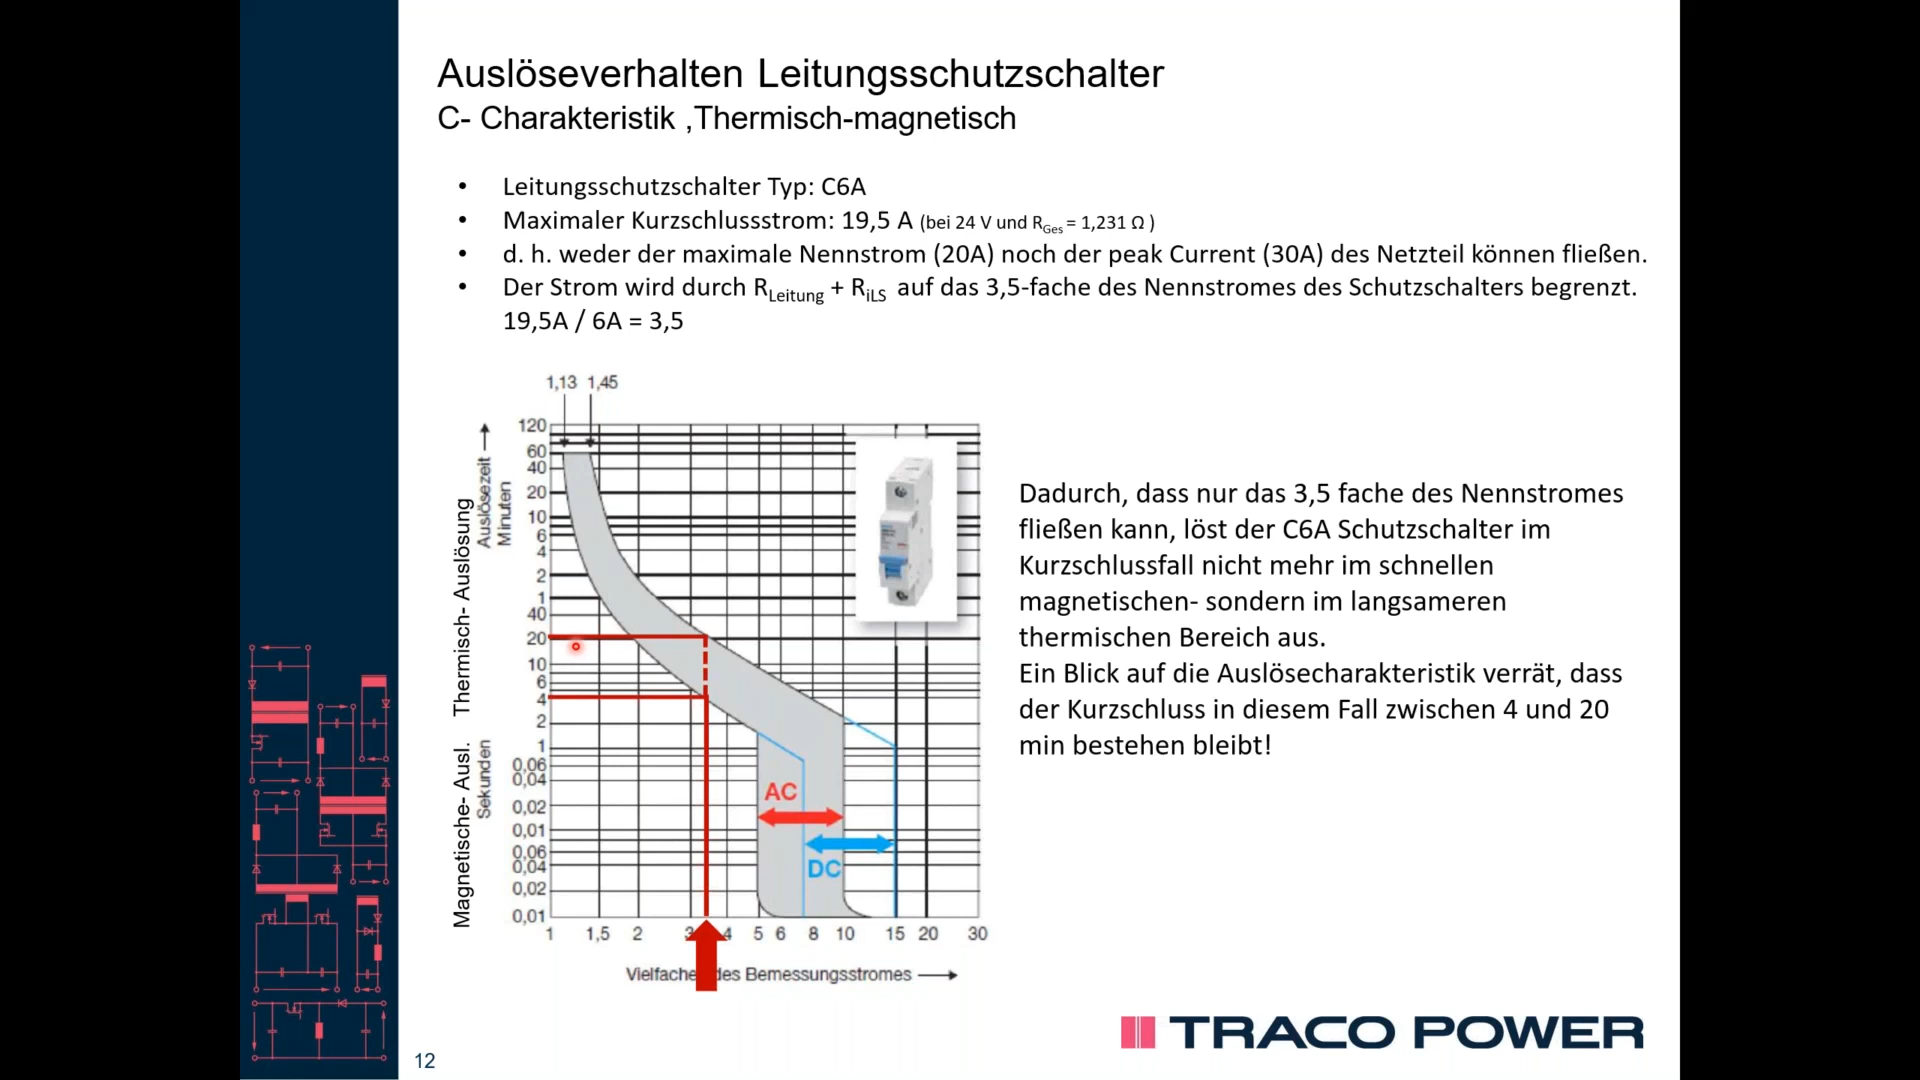 Auslöseverhalten Leitungsschutzschalter
C- Charakteristik ,Thermisch-magnetisch
• Leitungsschutzschalter Typ: C6A
• Maximaler Kurzschlussstrom: 19,5 A (bei 24 V und RGes = 1,231 Ω )
• d. h. weder der maximale Nennstrom (20A) noch der peak Current (30A) des Netzteil können fließen.
• Der Strom wird durch RLeitung + RiLS auf das 3,5-fache des Nennstromes des Schutzschalters begrenzt.
19,5A / 6A = 3,5
1,13 1,45
Thermisch- Auslösung
Auslösezeit
Minuten
Magnetische- Ausl.
Sekunden
120
60
40
20
10
6
4
2
1
40
20
10
6
4
2
1
0,06
0,04
0,02
0,01
0,06
0,04
0,02
0,01
AC
DC
1 1,5 2 3 4 5 6 8 10 15 20 30
Vielfache des Bemessungsstromes
Dadurch, dass nur das 3,5 fache des Nennstromes
fließen kann, löst der C6A Schutzschalter im
Kurzschlussfall nicht mehr im schnellen
magnetischen- sondern im langsameren
thermischen Bereich aus.
Ein Blick auf die Auslösecharakteristik verrät, dass
der Kurzschluss in diesem Fall zwischen 4 und 20
min bestehen bleibt!
TRACO POWER
12